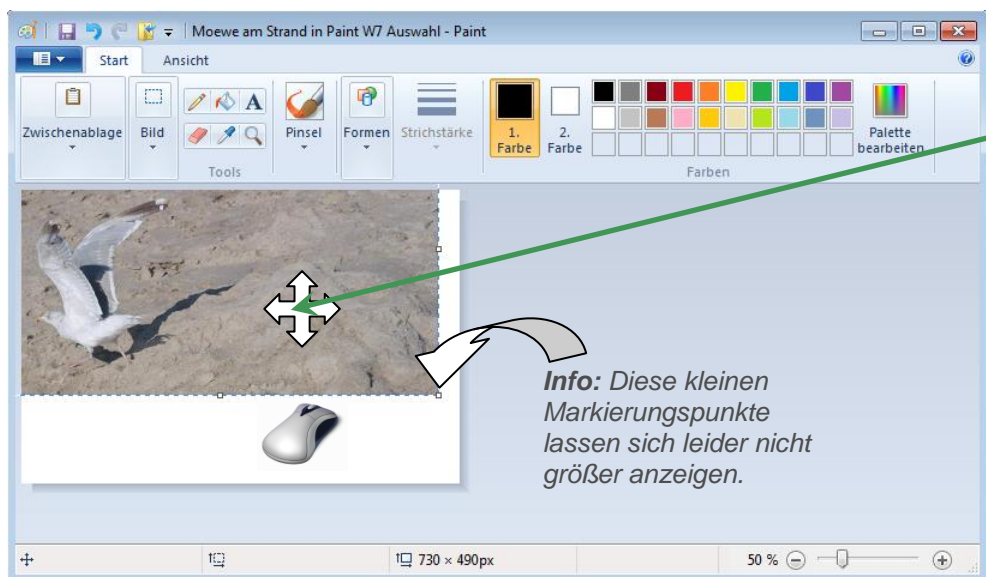 Moewe am Strand in Paint W7 Auswahl - Paint
Start Ansicht
Zwischenablage Bild A Pinsel Formen Strichstärke 1. Farbe 2. Farbe Palette bearbeiten
Tools Farben
Info: Diese kleinen
Markierungspunkte
lassen sich leider nicht
größer anzeigen.
730 × 490px 50 %